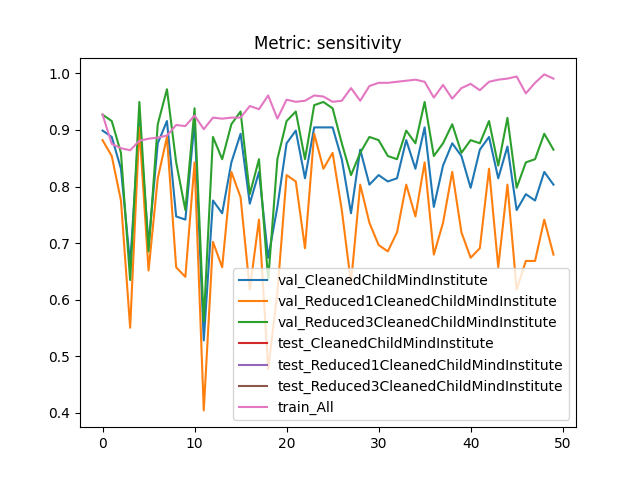 Metric: sensitivity
1.0
0.9
0.8
0.7
0.6
0.5
0.4
val_CleanedChildMindInstitute
val_Reduced1CleanedChildMindInstitute
val_Reduced3CleanedChildMindInstitute
test_CleanedChildMindInstitute
test_Reduced1CleanedChildMindInstitute
test_Reduced3CleanedChildMindInstitute
train_All
0 10 20 30 40 50